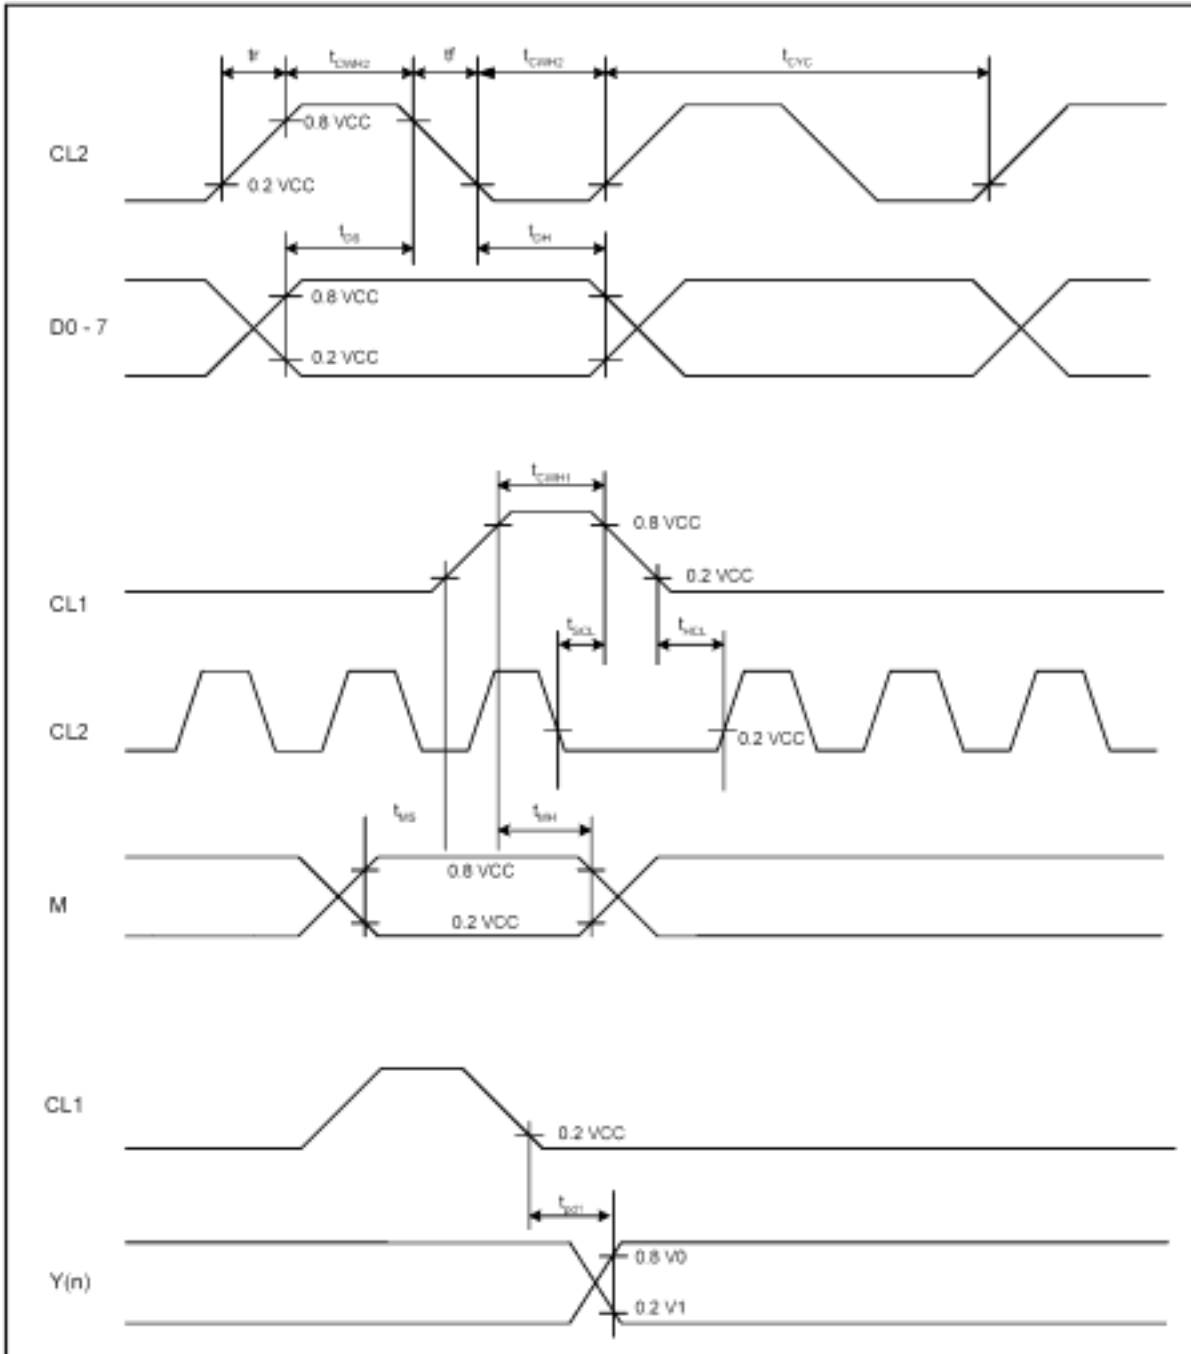 tr tCWH2 tf tCWH2 tCYC
0.8 VCC
CL2
0.2 VCC
tDS tDH
0.8 VCC
D0 - 7
0.2 VCC
tCWH1
0.8 VCC
0.2 VCC
CL1
tSCL tHCL
CL2
0.2 VCC
tMS tMH
0.8 VCC
M
0.2 VCC
CL1
0.2 VCC
tpd1
0.8 V0
Y(n)
0.2 V1